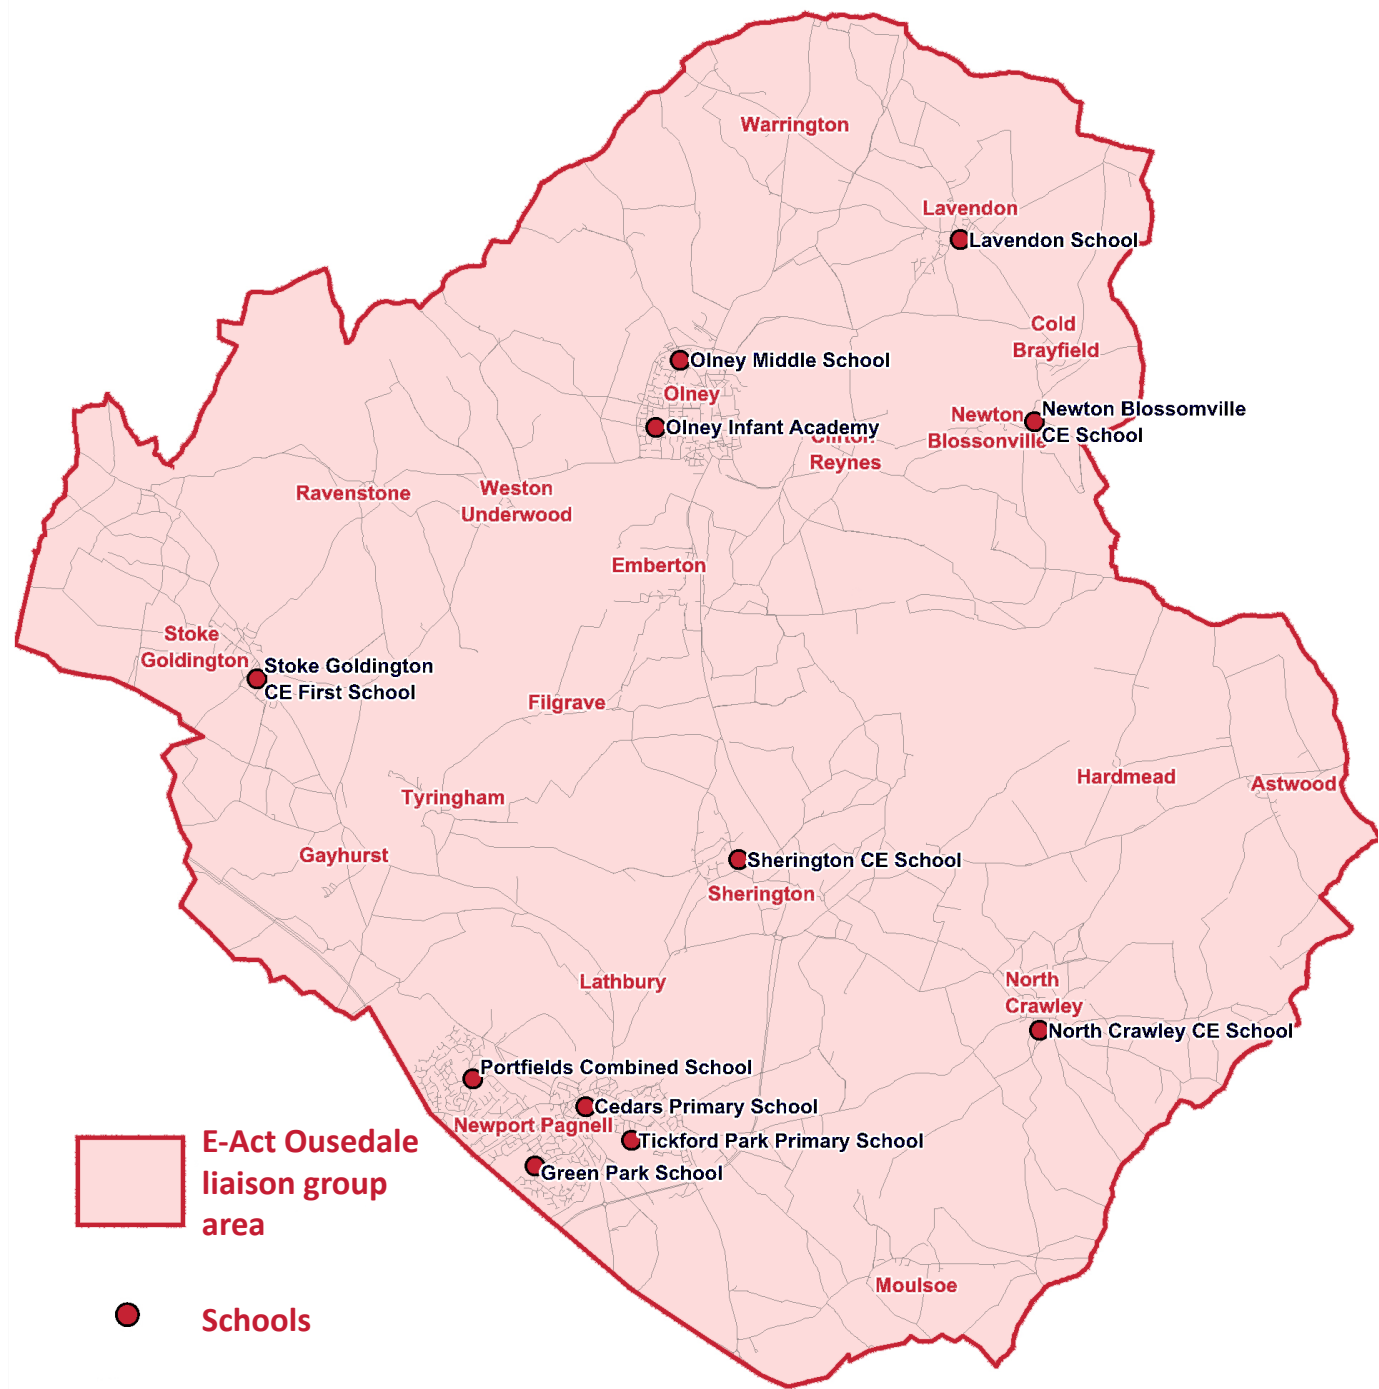 Warrington
Lavendon
Lavendon School
Cold
Brayfield
Olney Middle School
Olney
Newton
Blossonville
Newton Blossomville
CE School
Olney Infant Academy
Clifton
Reynes
Ravenstone
Weston
Underwood
Emberton
Stoke
Goldington
Stoke Goldington
CE First School
Filgrave
Hardmead
Astwood
Tyringham
Gayhurst
Sherington CE School
Sherington
Lathbury
North
Crawley
North Crawley CE School
Portfields Combined School
Cedars Primary School
Newport Pagnell
Tickford Park Primary School
Green Park School
Moulsoe
E-Act Ousedale
liaison group
area
Schools